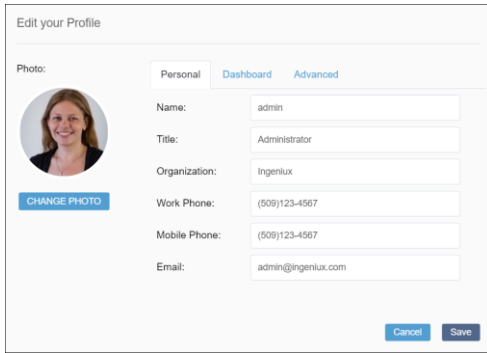 Edit your Profile
Photo:
Personal Dashboard Advanced
Name: admin
Title: Administrator
Organization: Ingeniux
Work Phone: (509)123-4567
Mobile Phone: (509)123-4567
Email: admin@ingeniux.com
CHANGE PHOTO
Cancel Save